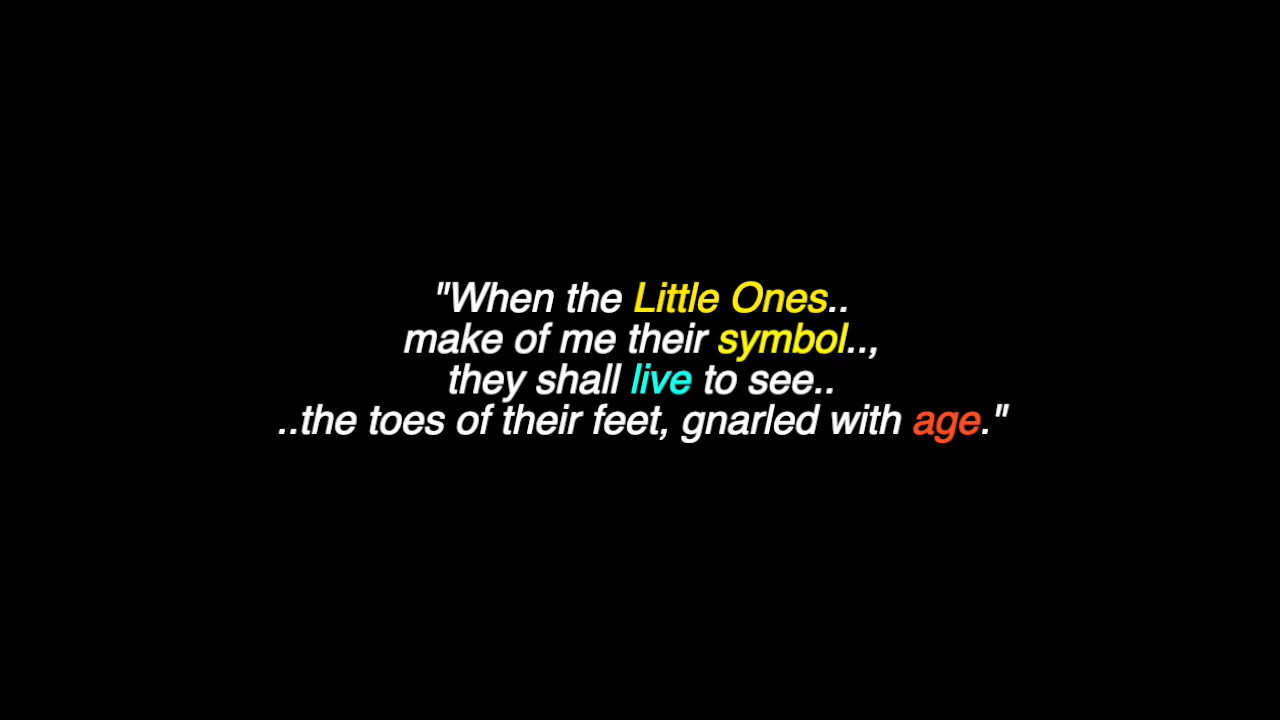 "When the Little Ones..
make of me their symbol..,
they shall live to see..
..the toes of their feet, gnarled with age."